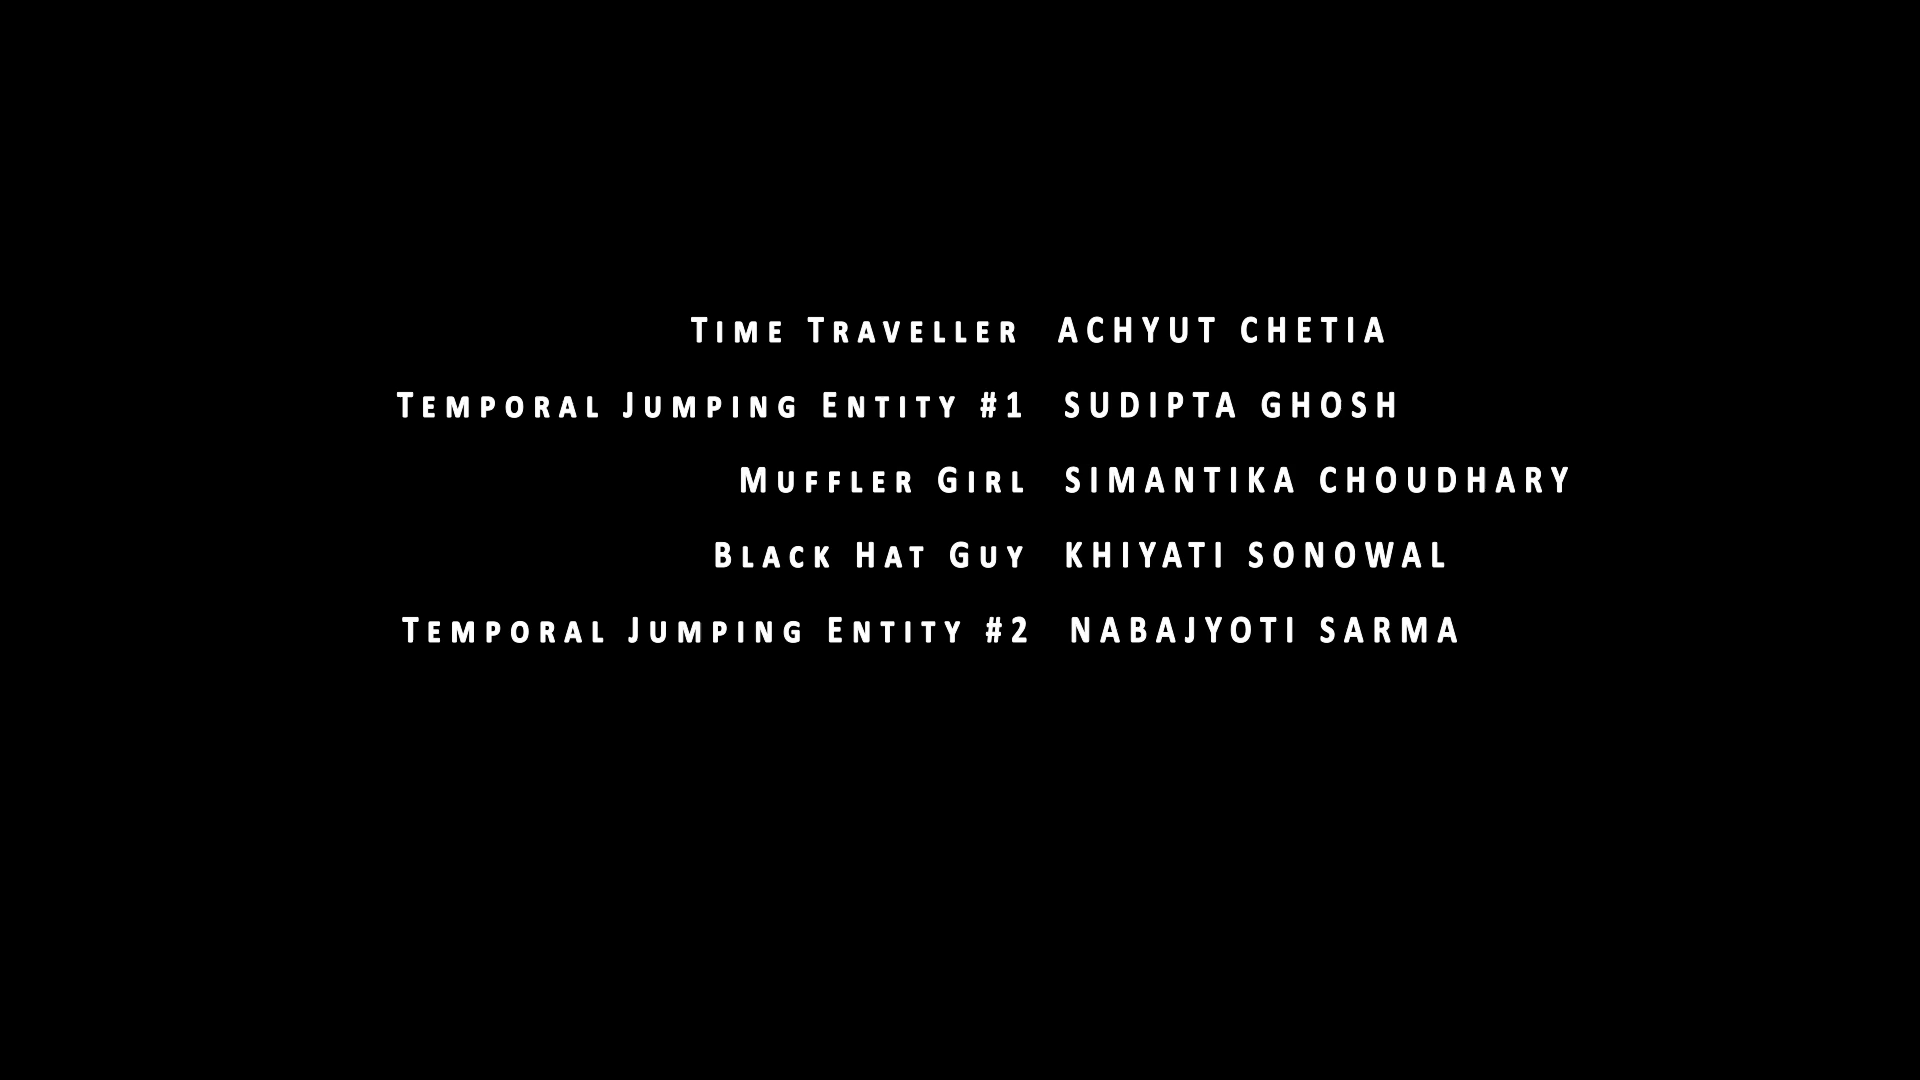 Time Traveller ACHYUT CHETIA
Temporal Jumping Entity #1 SUDIPTA GHOSH
Muffler Girl SIMANTIKA CHOUDHARY
Black Hat Guy KHIYATI SONOWAL
Temporal Jumping Entity #2 NABAJYOTI SARMA